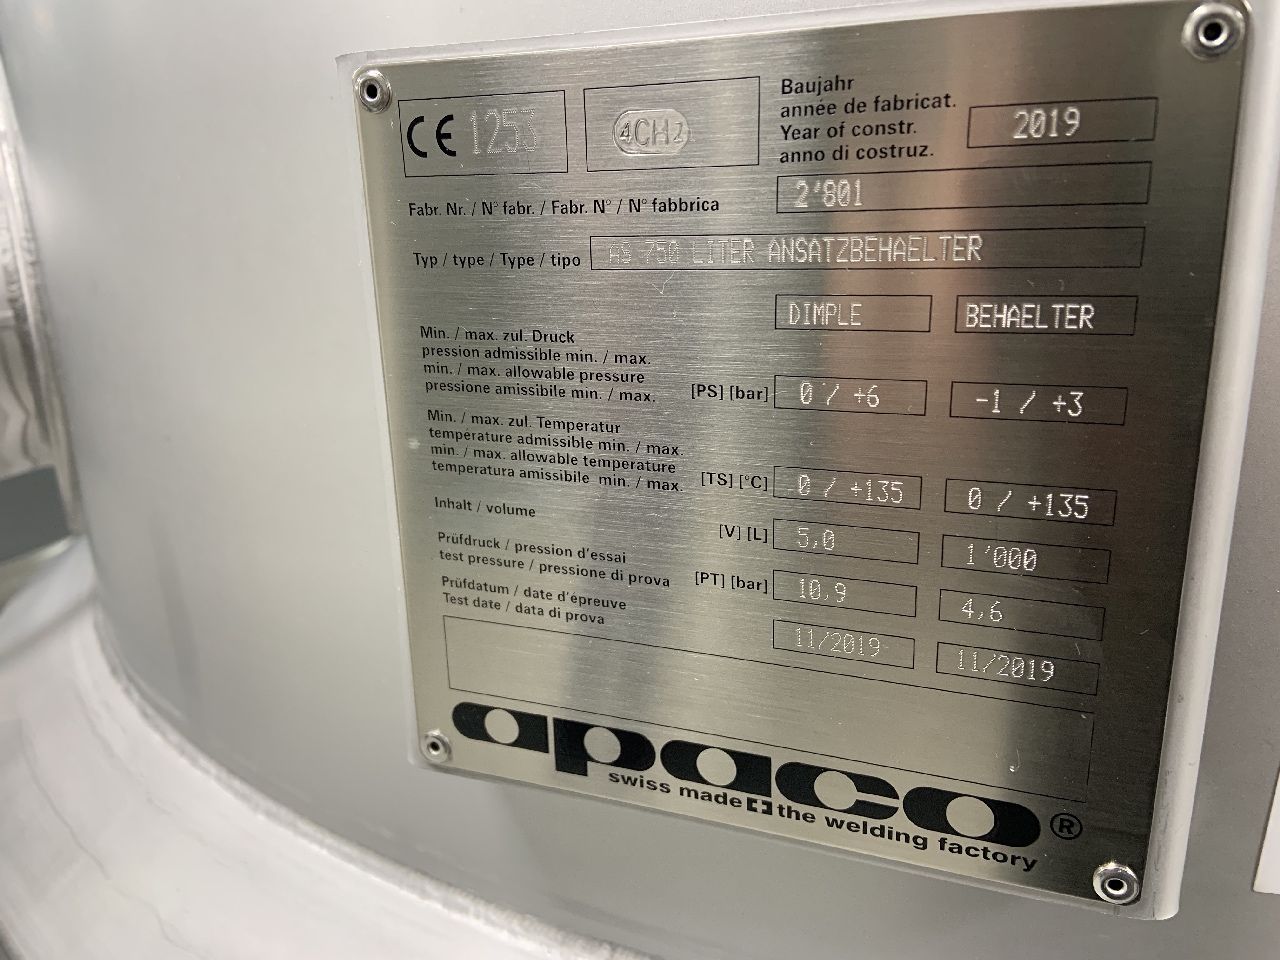 CE 1253
4CH2
Baujahr
année de fabricat.
Year of constr.
anno di costruz.
2019
Fabr. Nr. / N° fabr. / Fabr. N° / N° fabbrica
2'801
Typ / type / Type / tipo
AS 750 LITER ANSATZBEHAELTER
DIMPLE
BEHAELTER
Min. / max. zul. Druck
pression admissible min. / max.
min. / max. allowable pressure
pressione amissibile min. / max.
[PS] [bar]
0 / +6
-1 / +3
Min. / max. zul. Temperatur
température admissible min. / max.
min. / max. allowable temperature
temperatura amissibile min. / max.
[TS] [°C]
0 / +135
0 / +135
Inhalt / volume
[V] [L]
5,0
1'000
Prüfdruck / pression d'essai
test pressure / pressione di prova
[PT] [bar]
10,9
4,6
Prüfdatum / date d'épreuve
Test date / data di prova
11/2019
11/2019
apaco®
swiss made the welding factory